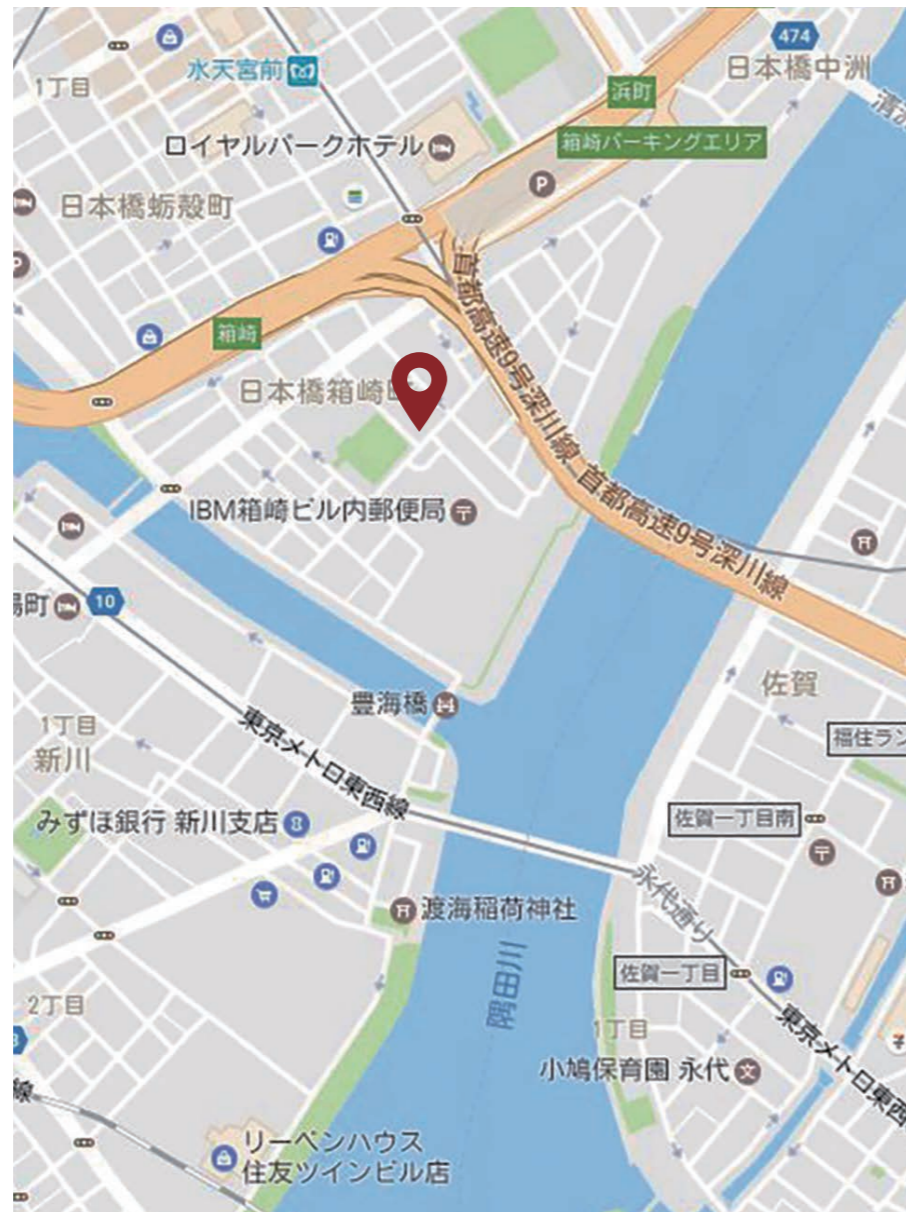 474
日本橋中洲
水天宮前
1丁目
浜町
箱崎パーキングエリア
ロイヤルパークホテル
P
日本橋蛎殻町
P
箱崎
首都高速9号深川線
首都高速9号深川線
日本橋箱崎町
IBM箱崎ビル内郵便局
10
佐賀
豊海橋
1丁目
新川
東京メトロ東西線
福住ラン
みずほ銀行 新川支店
佐賀一丁目南
永代通り
渡海稲荷神社
隅田川
佐賀一丁目
2丁目
1丁目
東京メトロ東西
小鳩保育園 永代
文
線
リーベンハウス
住友ツインビル店